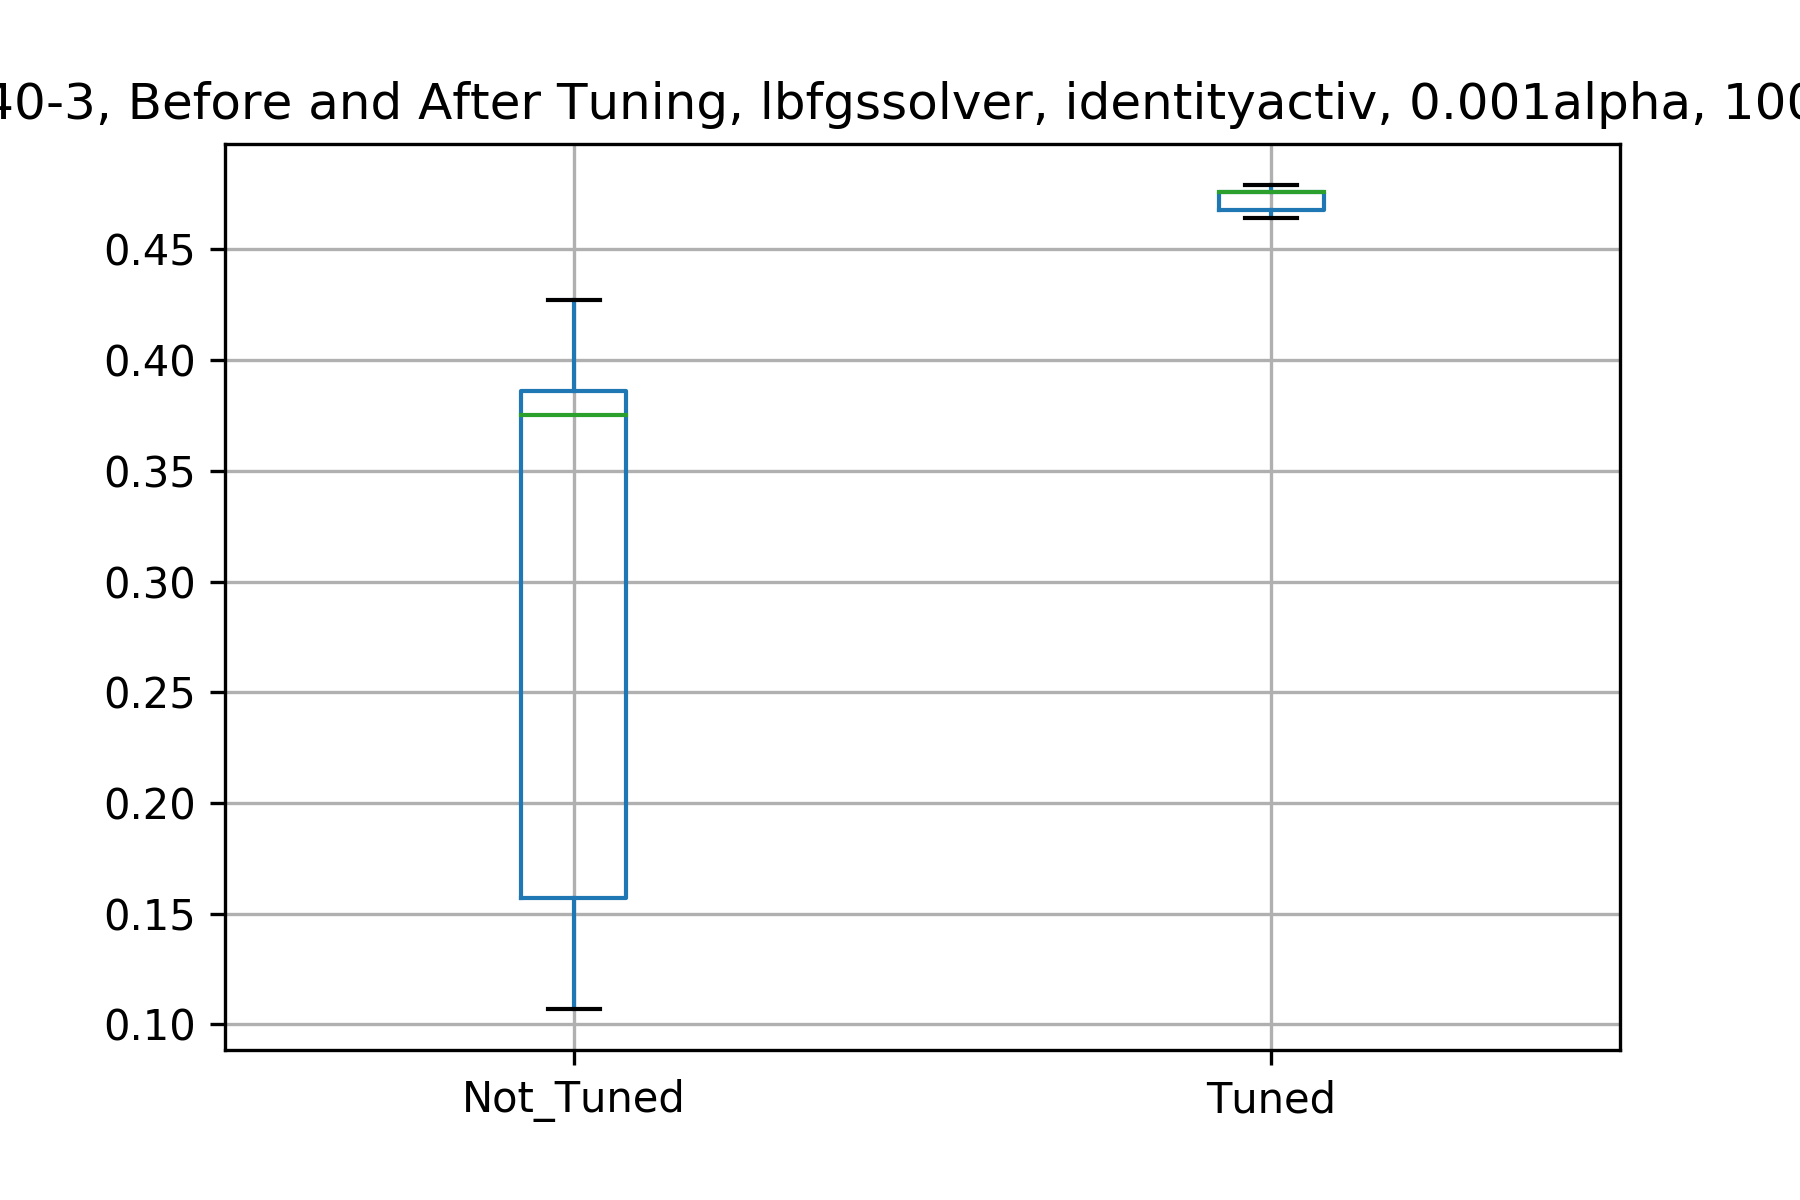 40-3, Before and After Tuning, lbfgssolver, identityactiv, 0.001alpha, 100
0.45
0.40
0.35
0.30
0.25
0.20
0.15
0.10
Not_Tuned
Tuned